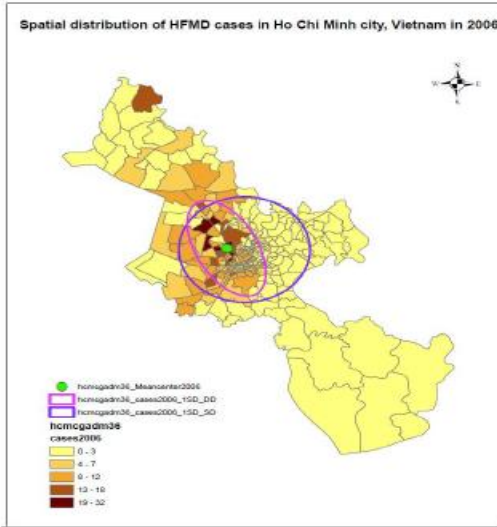 Spatial distribution of HFMD cases in Ho Chi Minh city, Vietnam in 2006
N
W E
S
hcmcgadm36_Meancenter2006
hcmcgadm36_cases2006_1SD_DD
hcmcgadm36_cases2006_1SD_SD
hcmcgadm36
cases2006
0 - 3
4 - 7
8 - 12
13 - 18
19 - 32